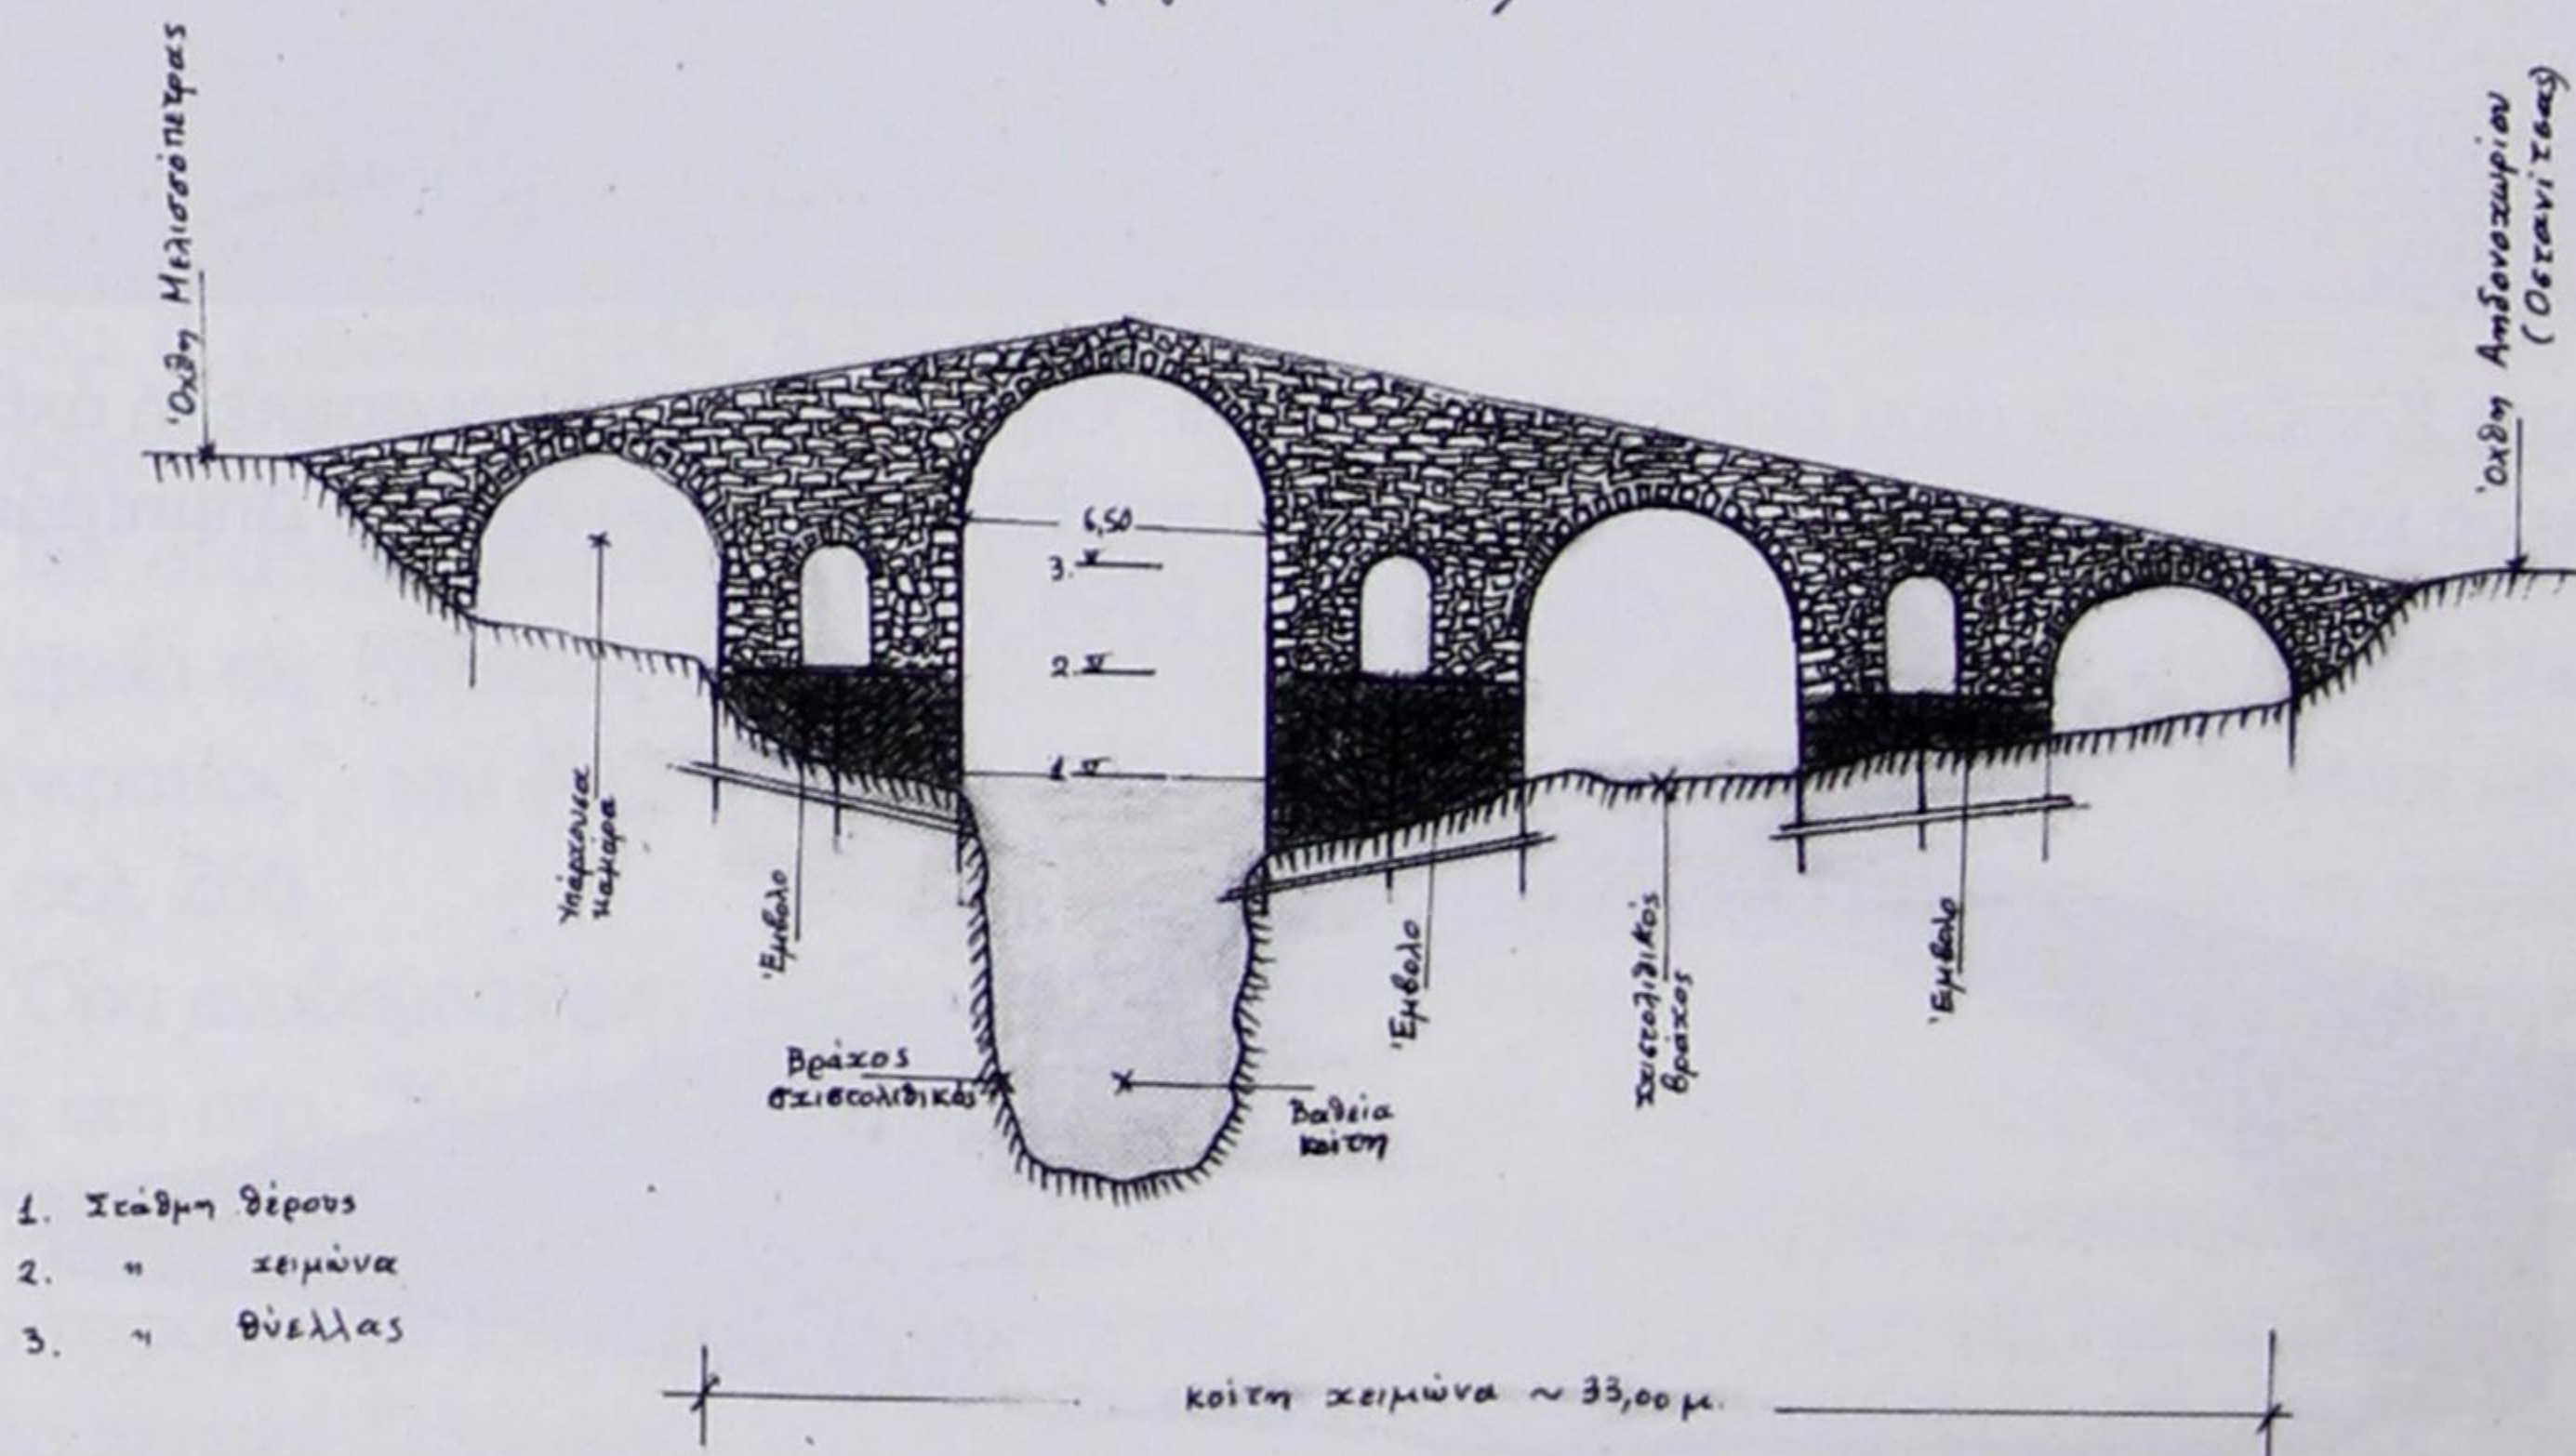 Όχθη Μελισσόπετρας
Όχθη Αηδονοχωρίου
(Οστανίτσας)
6,50
3.
2.
1
Υπάρχουσα
καμάρα
Έμβολο
Έμβολο
Σχιστολιθικός
βράχος
Έμβολο
Βράχος
σχιστολιθικός
Βαθεία
κοίτη
1. Στάθμη θέρους
2. " χειμώνα
3. " θύελλας
κοίτη χειμώνα ~ 33,00 μ.